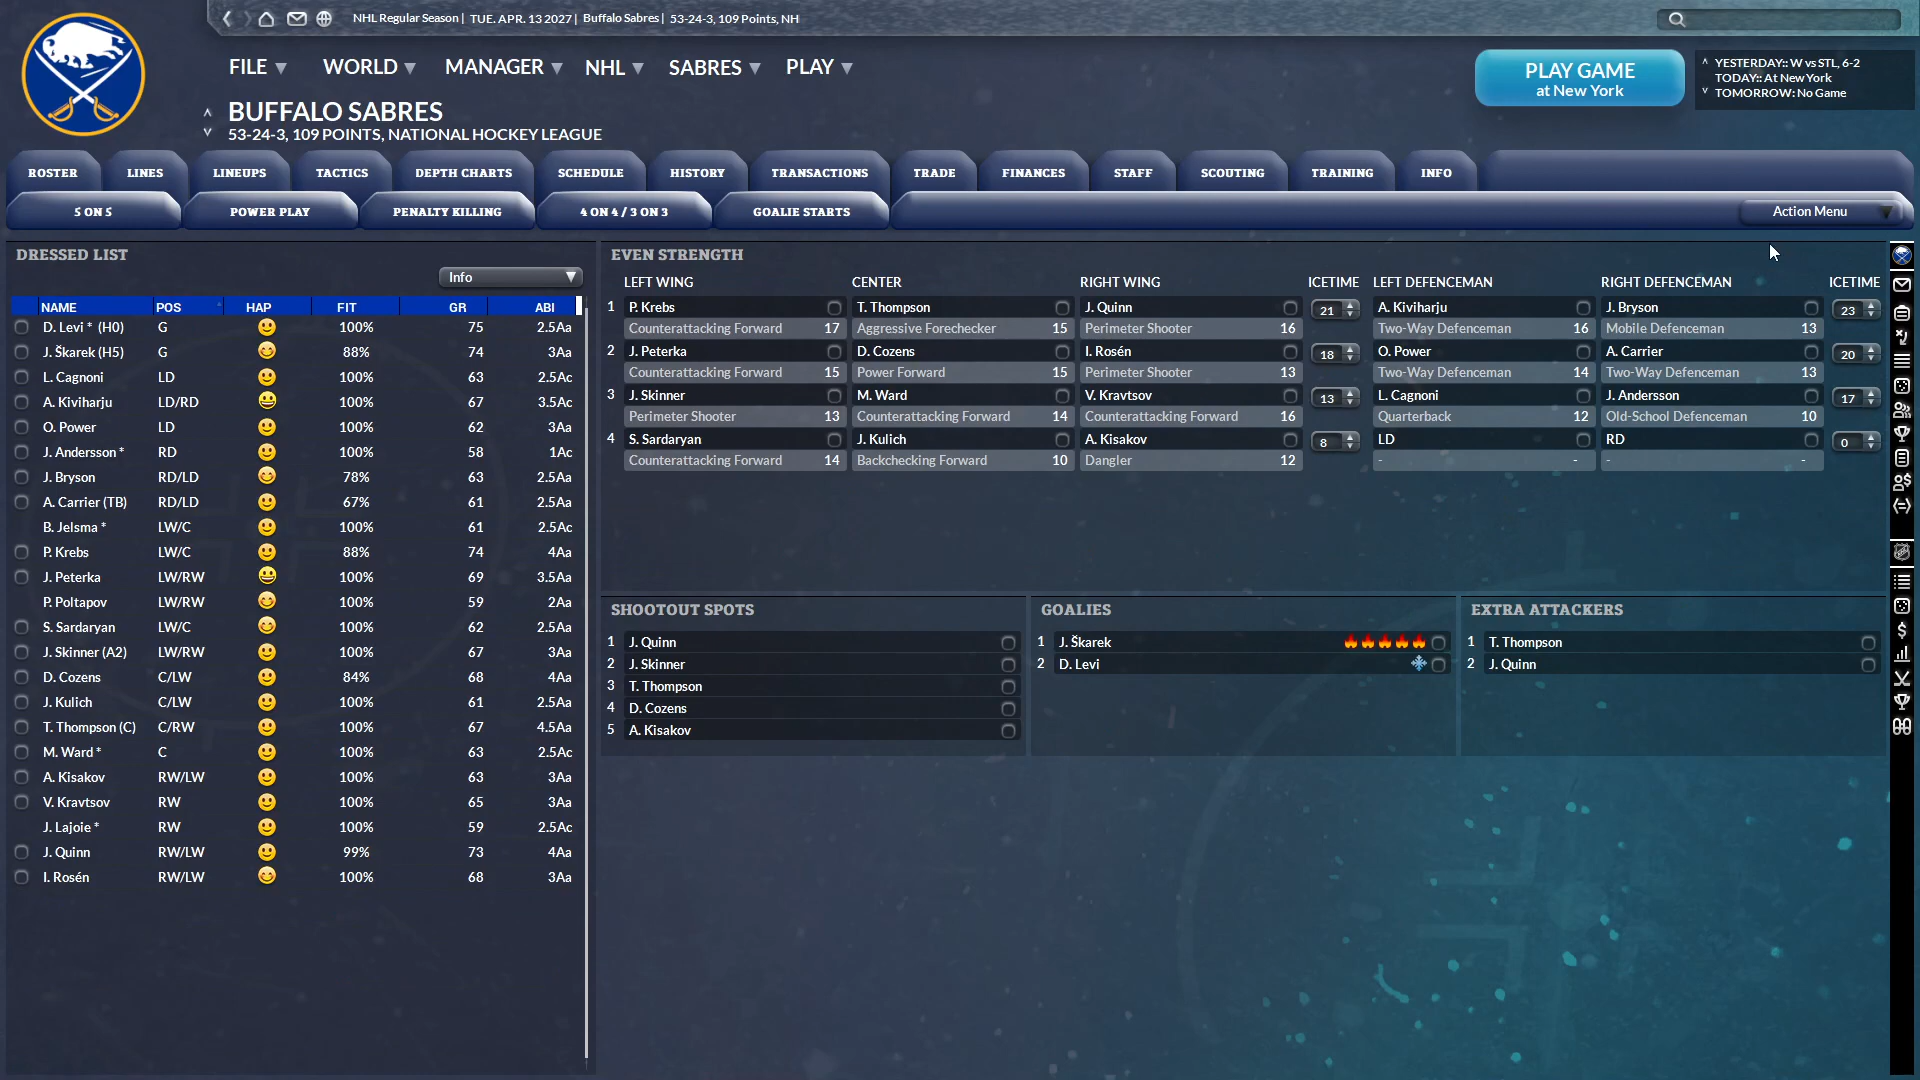 NHL Regular Season | TUE. APR. 13 2027 | Buffalo Sabres | 53-24-3, 109 Points, NH
FILE WORLD MANAGER NHL SABRES PLAY
PLAY GAME
at New York
YESTERDAY:: W vs STL, 6-2
TODAY:: At New York
TOMORROW: No Game
BUFFALO SABRES
53-24-3, 109 POINTS, NATIONAL HOCKEY LEAGUE
ROSTER LINES LINEUPS TACTICS DEPTH CHARTS SCHEDULE HISTORY TRANSACTIONS TRADE FINANCES STAFF SCOUTING TRAINING INFO
5 ON 5 POWER PLAY PENALTY KILLING 4 ON 4 / 3 ON 3 GOALIE STARTS Action Menu
DRESSED LIST
Info
NAME POS HAP FIT GR ABI
D. Levi * (H0) G 100% 75 2.5Aa
J. Škarek (H5) G 88% 74 3Aa
L. Cagnoni LD 100% 63 2.5Ac
A. Kiviharju LD/RD 100% 67 3.5Ac
O. Power LD 100% 62 3Aa
J. Andersson * RD 100% 58 1Ac
J. Bryson RD/LD 78% 63 2.5Aa
A. Carrier (TB) RD/LD 67% 61 2.5Aa
B. Jelsma * LW/C 100% 61 2.5Ac
P. Krebs LW/C 88% 74 4Aa
J. Peterka LW/RW 100% 69 3.5Aa
P. Poltapov LW/RW 100% 59 2Aa
S. Sardaryan LW/C 100% 62 2.5Aa
J. Skinner (A2) LW/RW 100% 67 3Aa
D. Cozens C/LW 84% 68 4Aa
J. Kulich C/LW 100% 61 2.5Aa
T. Thompson (C) C/RW 100% 67 4.5Aa
M. Ward * C 100% 63 2.5Ac
A. Kisakov RW/LW 100% 63 3Aa
V. Kravtsov RW 100% 65 3Aa
J. Lajoie * RW 100% 59 2.5Ac
J. Quinn RW/LW 99% 73 4Aa
I. Rosén RW/LW 100% 68 3Aa
EVEN STRENGTH
LEFT WING CENTER RIGHT WING ICETIME LEFT DEFENCEMAN RIGHT DEFENCEMAN ICETIME
1 P. Krebs T. Thompson J. Quinn 21 A. Kiviharju J. Bryson 23
Counterattacking Forward 17 Aggressive Forechecker 15 Perimeter Shooter 16 Two-Way Defenceman 16 Mobile Defenceman 13
2 J. Peterka D. Cozens I. Rosén 18 O. Power A. Carrier 20
Counterattacking Forward 15 Power Forward 15 Perimeter Shooter 13 Two-Way Defenceman 14 Two-Way Defenceman 13
3 J. Skinner M. Ward V. Kravtsov 13 L. Cagnoni J. Andersson 17
Perimeter Shooter 13 Counterattacking Forward 14 Counterattacking Forward 16 Quarterback 12 Old-School Defenceman 10
4 S. Sardaryan J. Kulich A. Kisakov 8 LD RD 0
Counterattacking Forward 14 Backchecking Forward 10 Dangler 12 - - - -
SHOOTOUT SPOTS
1 J. Quinn
2 J. Skinner
3 T. Thompson
4 D. Cozens
5 A. Kisakov
GOALIES
1 J. Škarek
2 D. Levi
EXTRA ATTACKERS
1 T. Thompson
2 J. Quinn